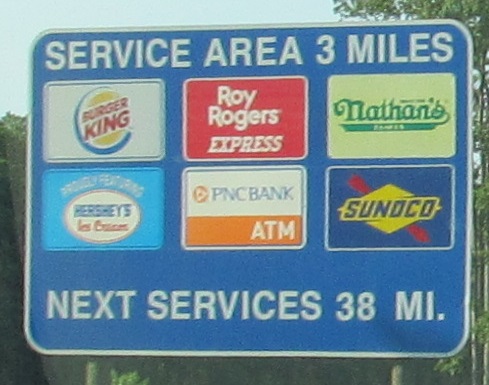 SERVICE AREA 3 MILES
BURGER
KING
Roy
Rogers
EXPRESS
Nathan's
FAMOUS
PROUDLY FEATURING
HERSHEY'S
Ice Cream
PNCBANK
ATM
SUNOCO
NEXT SERVICES 38 MI.